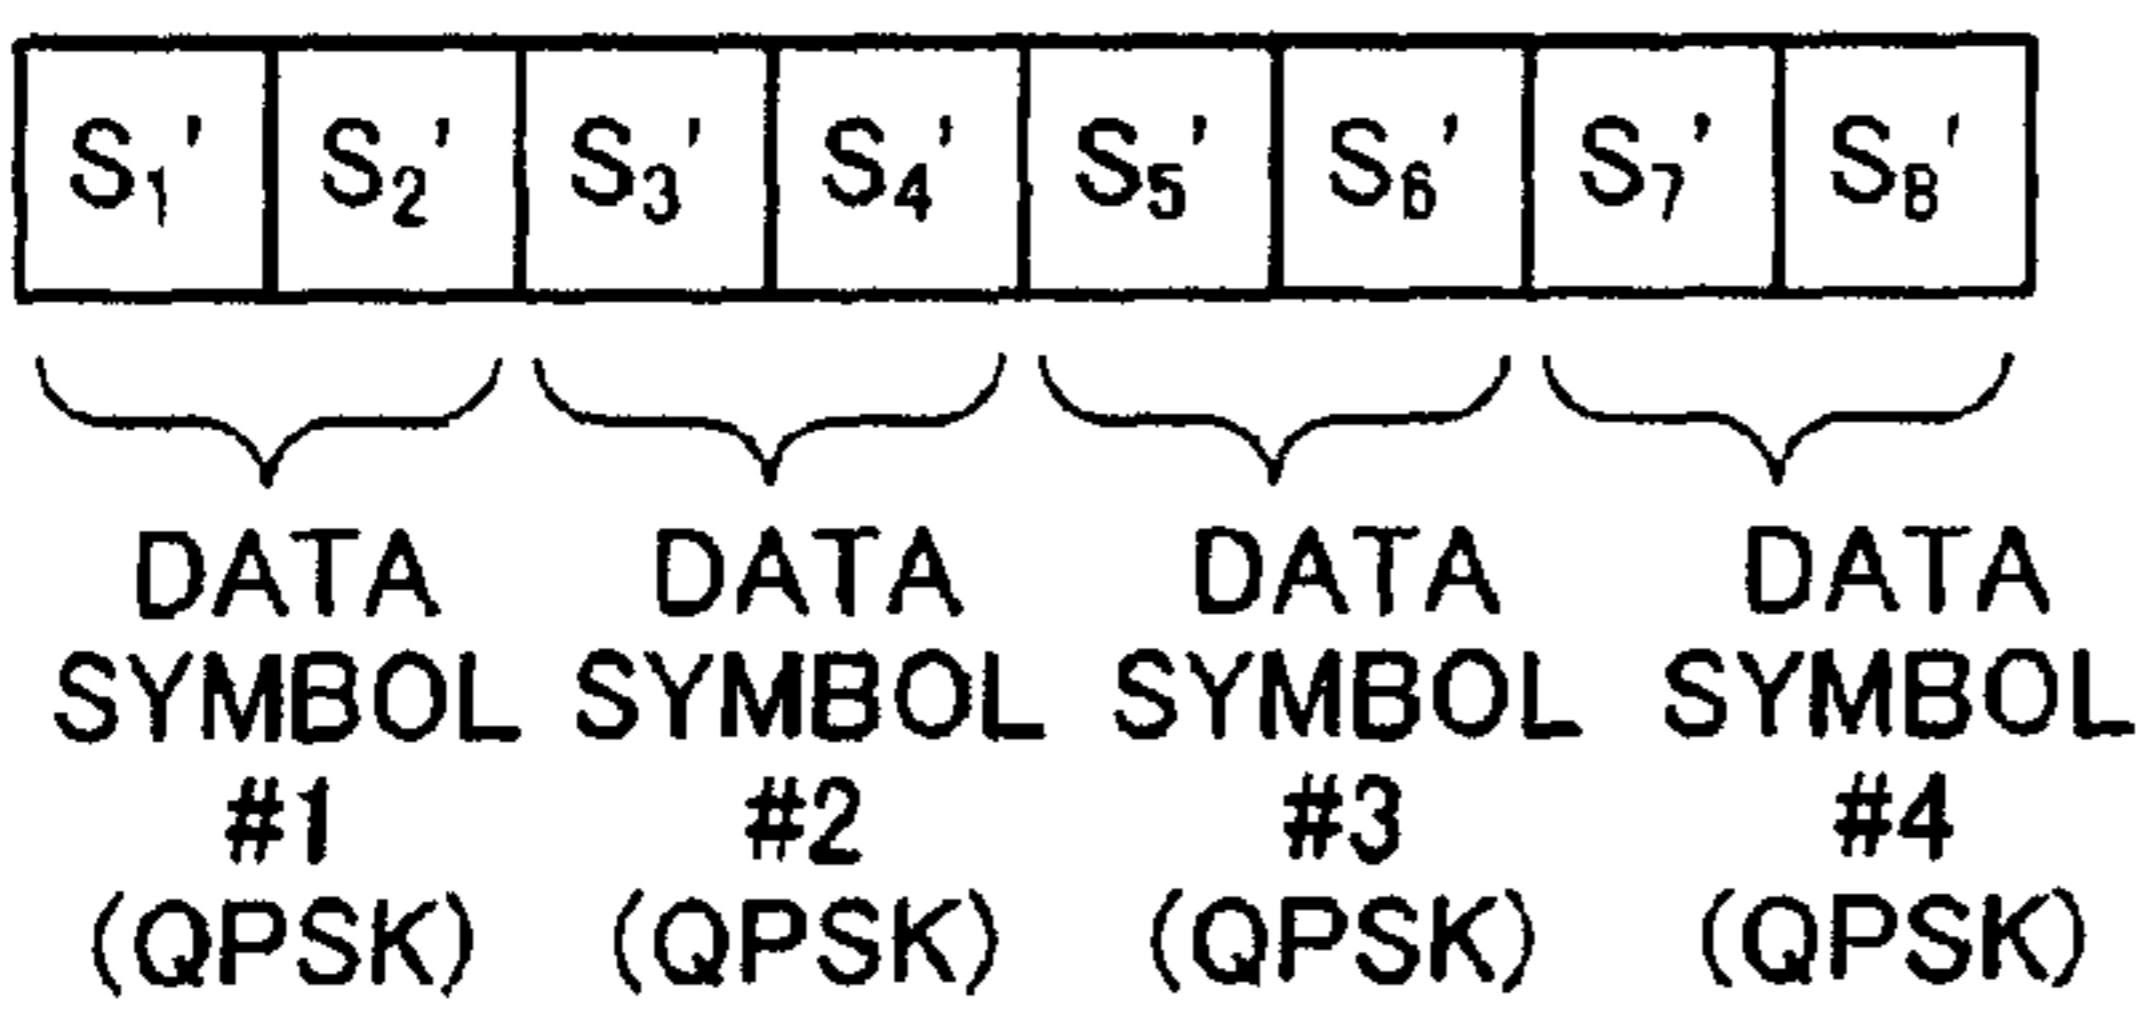 S₁' S₂' S₃' S₄' S₅' S₆' S₇' S₈'
DATA DATA DATA DATA
SYMBOL SYMBOL SYMBOL SYMBOL
#1 #2 #3 #4
(QPSK) (QPSK) (QPSK) (QPSK)